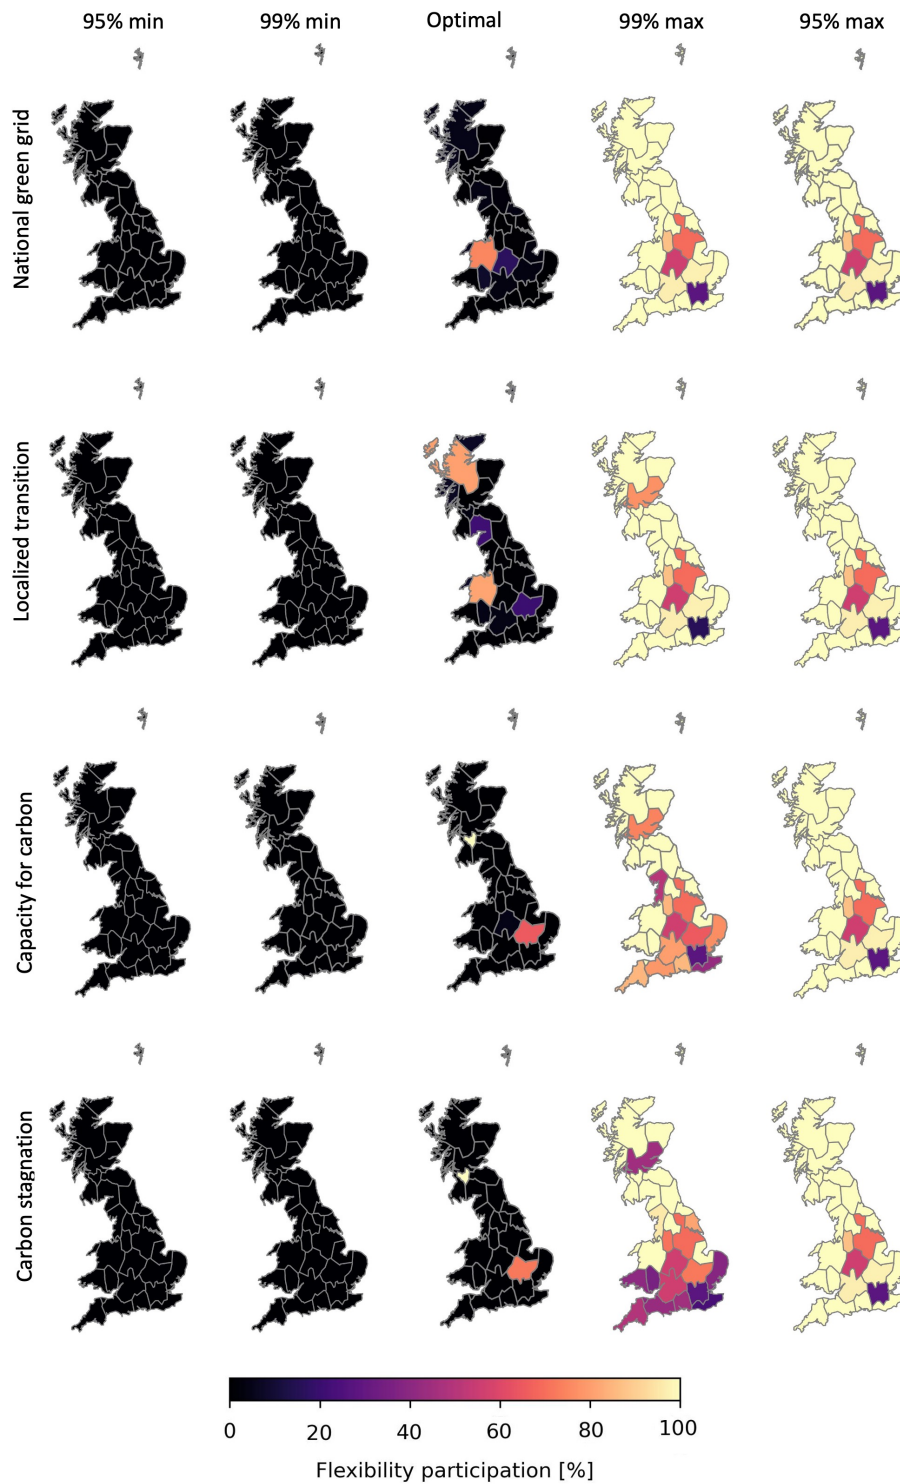 95% min 99% min Optimal 99% max 95% max
National green grid
Localized transition
Capacity for carbon
Carbon stagnation
0 20 40 60 80 100
Flexibility participation [%]